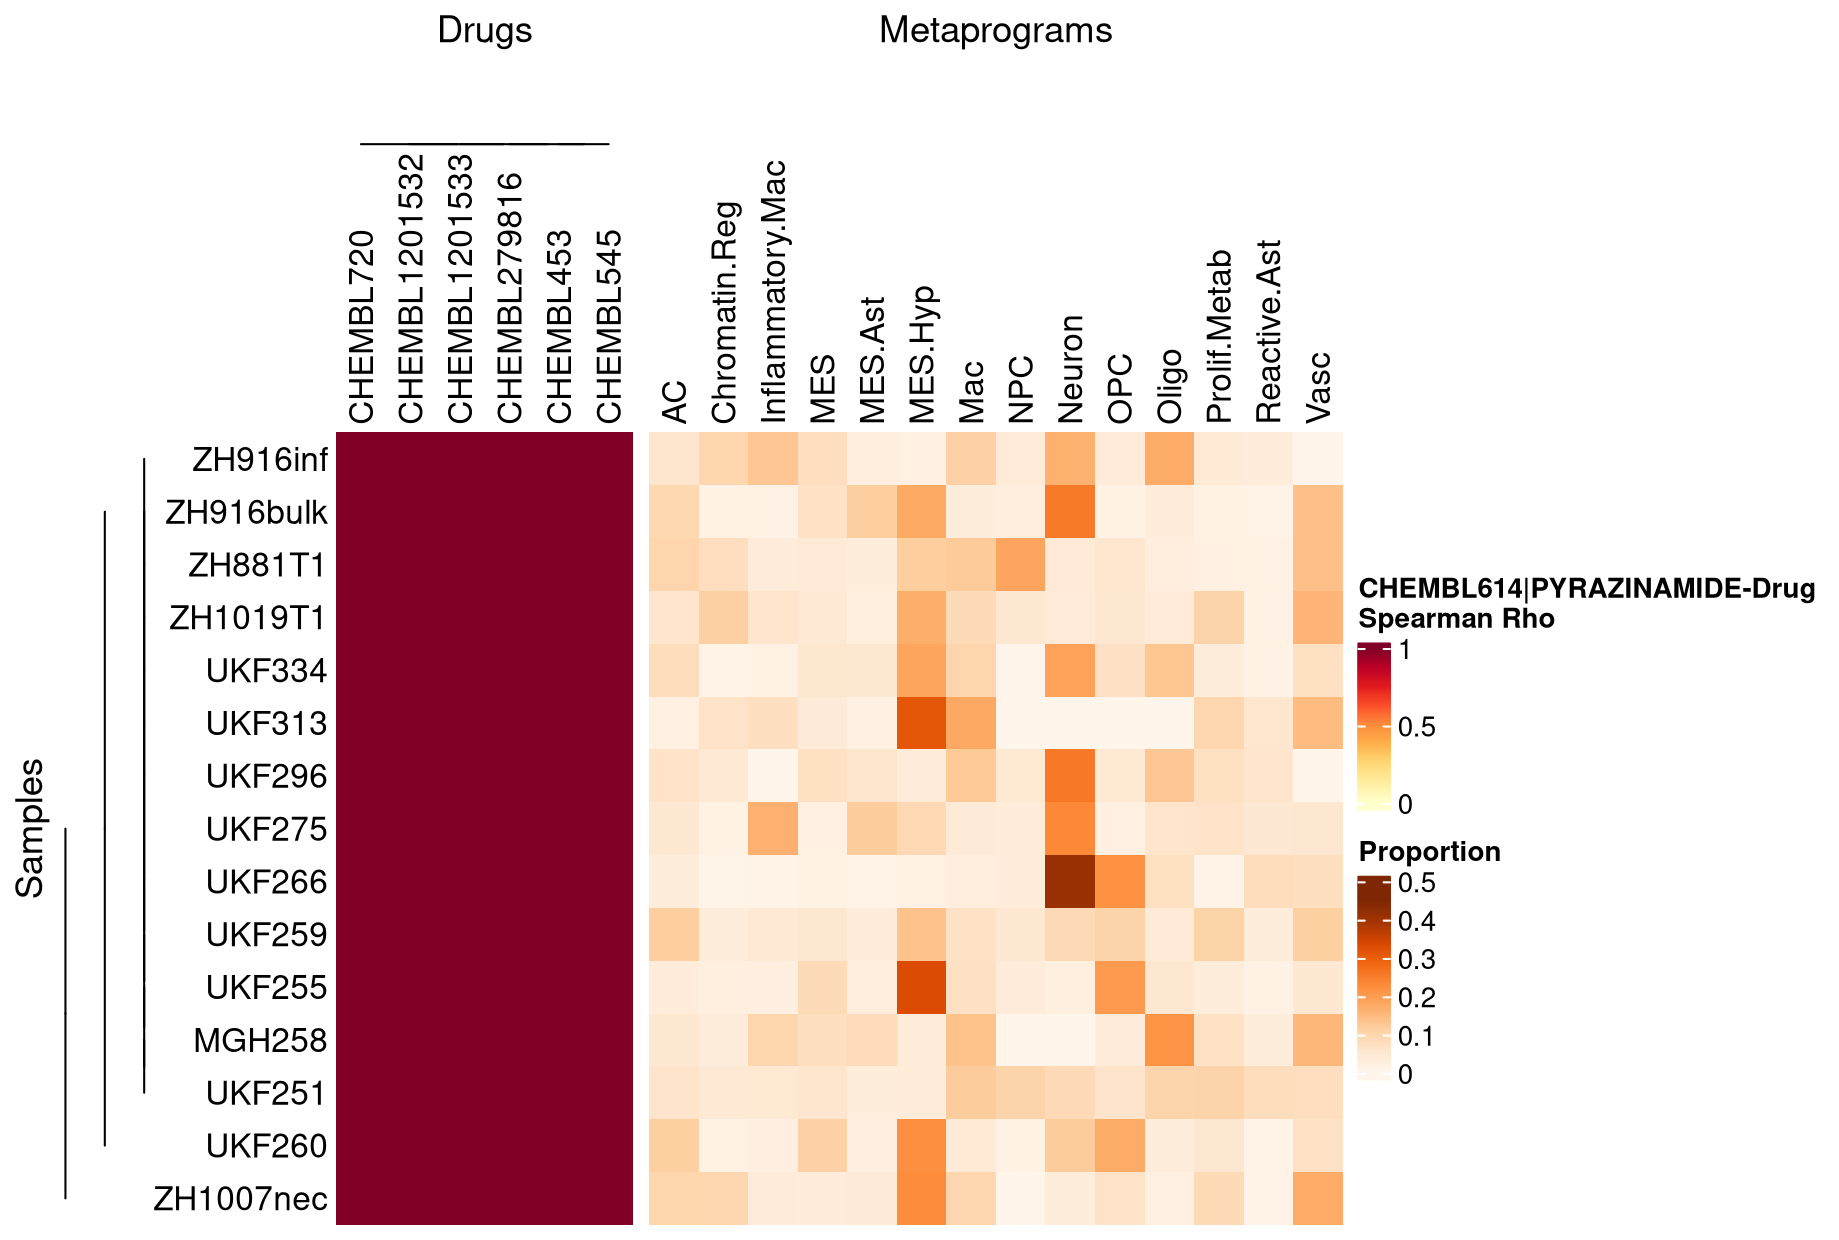 Drugs
Metaprograms
CHEMBL720
CHEMBL1201532
CHEMBL1201533
CHEMBL279816
CHEMBL453
CHEMBL545
AC
Chromatin.Reg
Inflammatory.Mac
MES
MES.Ast
MES.Hyp
Mac
NPC
Neuron
OPC
Oligo
Prolif.Metab
Reactive.Ast
Vasc
Samples
ZH916inf
ZH916bulk
ZH881T1
ZH1019T1
UKF334
UKF313
UKF296
UKF275
UKF266
UKF259
UKF255
MGH258
UKF251
UKF260
ZH1007nec
CHEMBL614|PYRAZINAMIDE-Drug
Spearman Rho
1
0.5
0
Proportion
0.5
0.4
0.3
0.2
0.1
0